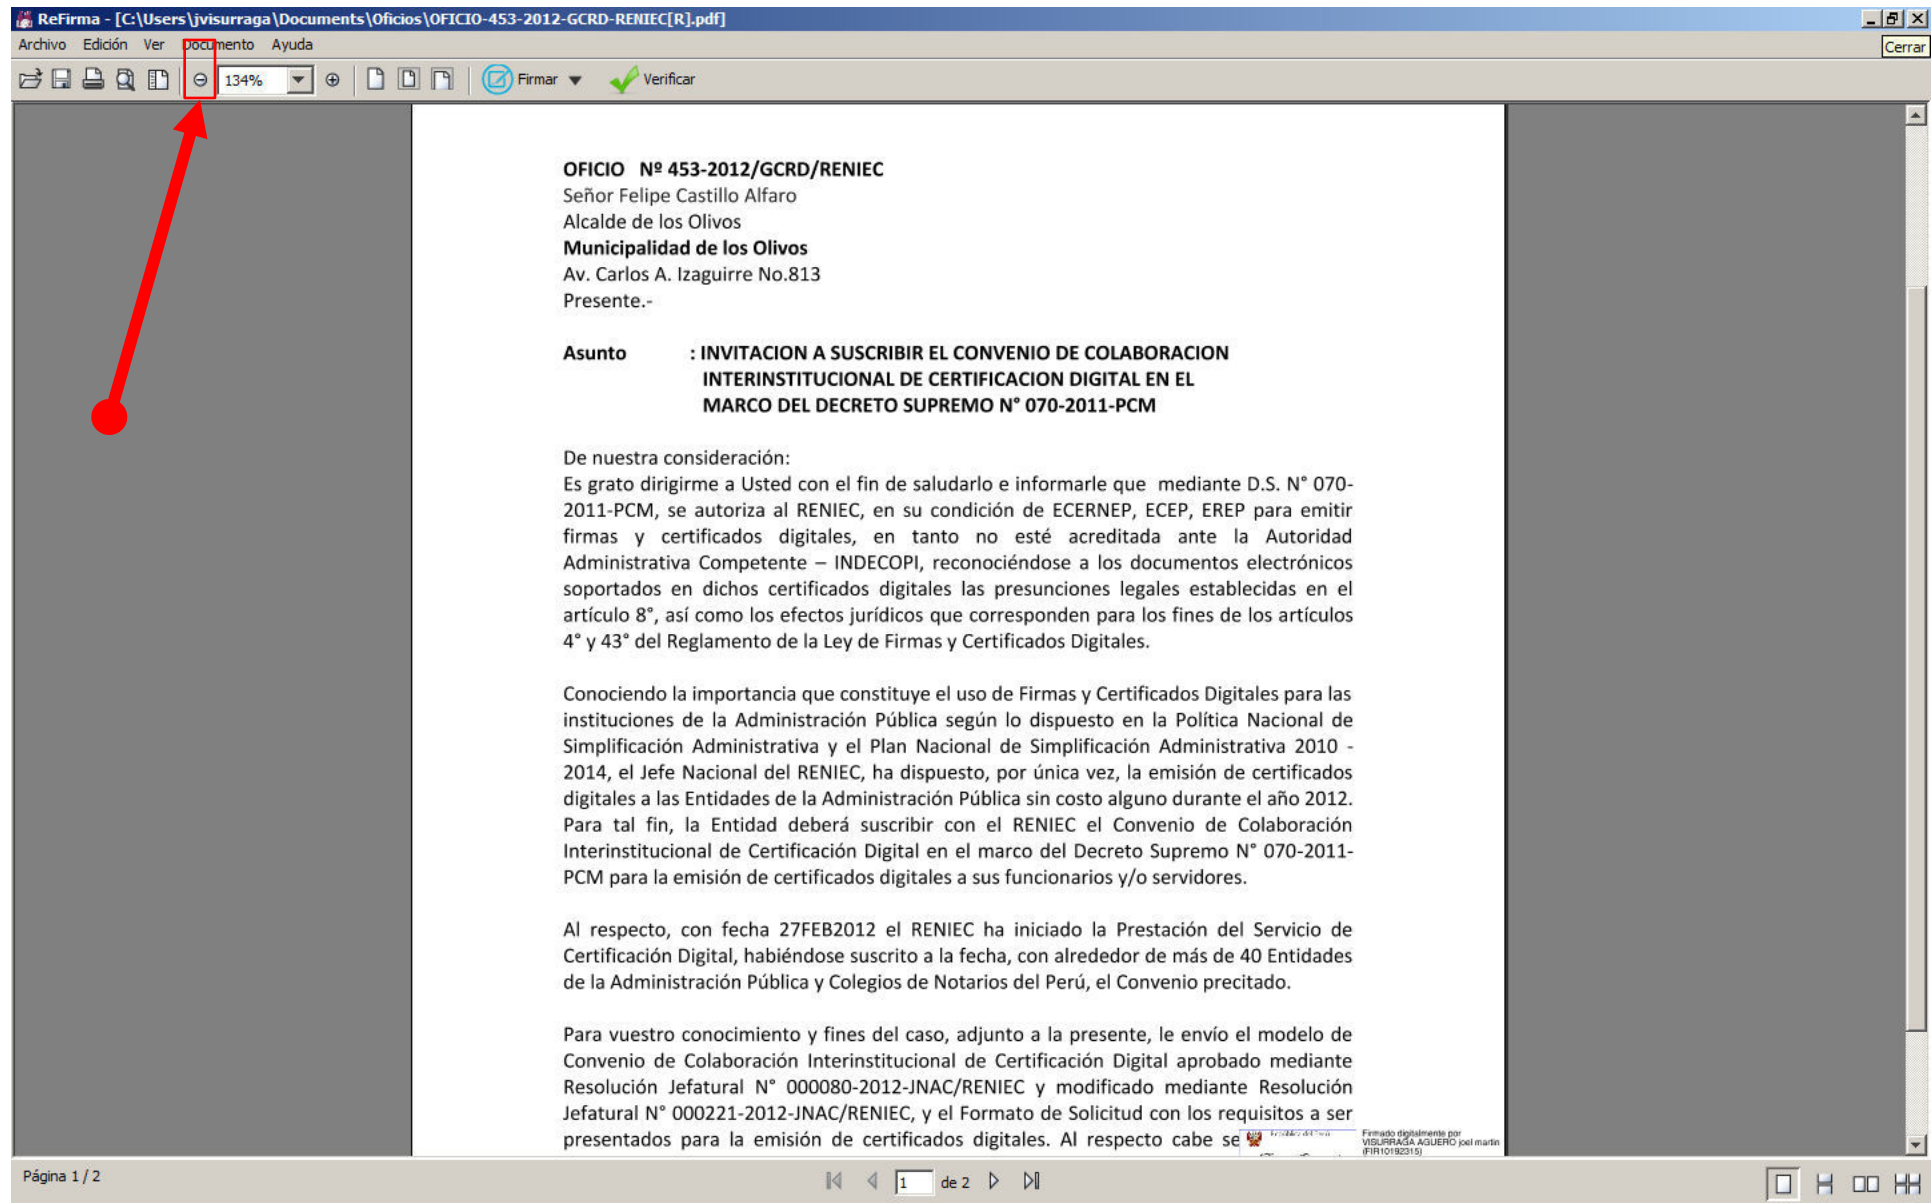 ReFirma - [C:\Users\jvisurraga\Documents\Oficios\OFICIO-453-2012-GCRD-RENIEC[R].pdf]
Archivo Edición Ver Documento Ayuda
Cerrar
134% Firmar Verificar
OFICIO Nº 453-2012/GCRD/RENIEC
Señor Felipe Castillo Alfaro
Alcalde de los Olivos
Municipalidad de los Olivos
Av. Carlos A. Izaguirre No.813
Presente.-
Asunto : INVITACION A SUSCRIBIR EL CONVENIO DE COLABORACION
INTERINSTITUCIONAL DE CERTIFICACION DIGITAL EN EL
MARCO DEL DECRETO SUPREMO N° 070-2011-PCM
De nuestra consideración:
Es grato dirigirme a Usted con el fin de saludarlo e informarle que mediante D.S. N° 070-
2011-PCM, se autoriza al RENIEC, en su condición de ECERNEP, ECEP, EREP para emitir
firmas y certificados digitales, en tanto no esté acreditada ante la Autoridad
Administrativa Competente – INDECOPI, reconociéndose a los documentos electrónicos
soportados en dichos certificados digitales las presunciones legales establecidas en el
artículo 8°, así como los efectos jurídicos que corresponden para los fines de los artículos
4° y 43° del Reglamento de la Ley de Firmas y Certificados Digitales.
Conociendo la importancia que constituye el uso de Firmas y Certificados Digitales para las
instituciones de la Administración Pública según lo dispuesto en la Política Nacional de
Simplificación Administrativa y el Plan Nacional de Simplificación Administrativa 2010 -
2014, el Jefe Nacional del RENIEC, ha dispuesto, por única vez, la emisión de certificados
digitales a las Entidades de la Administración Pública sin costo alguno durante el año 2012.
Para tal fin, la Entidad deberá suscribir con el RENIEC el Convenio de Colaboración
Interinstitucional de Certificación Digital en el marco del Decreto Supremo N° 070-2011-
PCM para la emisión de certificados digitales a sus funcionarios y/o servidores.
Al respecto, con fecha 27FEB2012 el RENIEC ha iniciado la Prestación del Servicio de
Certificación Digital, habiéndose suscrito a la fecha, con alrededor de más de 40 Entidades
de la Administración Pública y Colegios de Notarios del Perú, el Convenio precitado.
Para vuestro conocimiento y fines del caso, adjunto a la presente, le envío el modelo de
Convenio de Colaboración Interinstitucional de Certificación Digital aprobado mediante
Resolución Jefatural N° 000080-2012-JNAC/RENIEC y modificado mediante Resolución
Jefatural N° 000221-2012-JNAC/RENIEC, y el Formato de Solicitud con los requisitos a ser
presentados para la emisión de certificados digitales. Al respecto cabe se
Firmado digitalmente por
VISURRAGA AGUERO joel martin
(FIR10192315)
Página 1 / 2
1 de 2